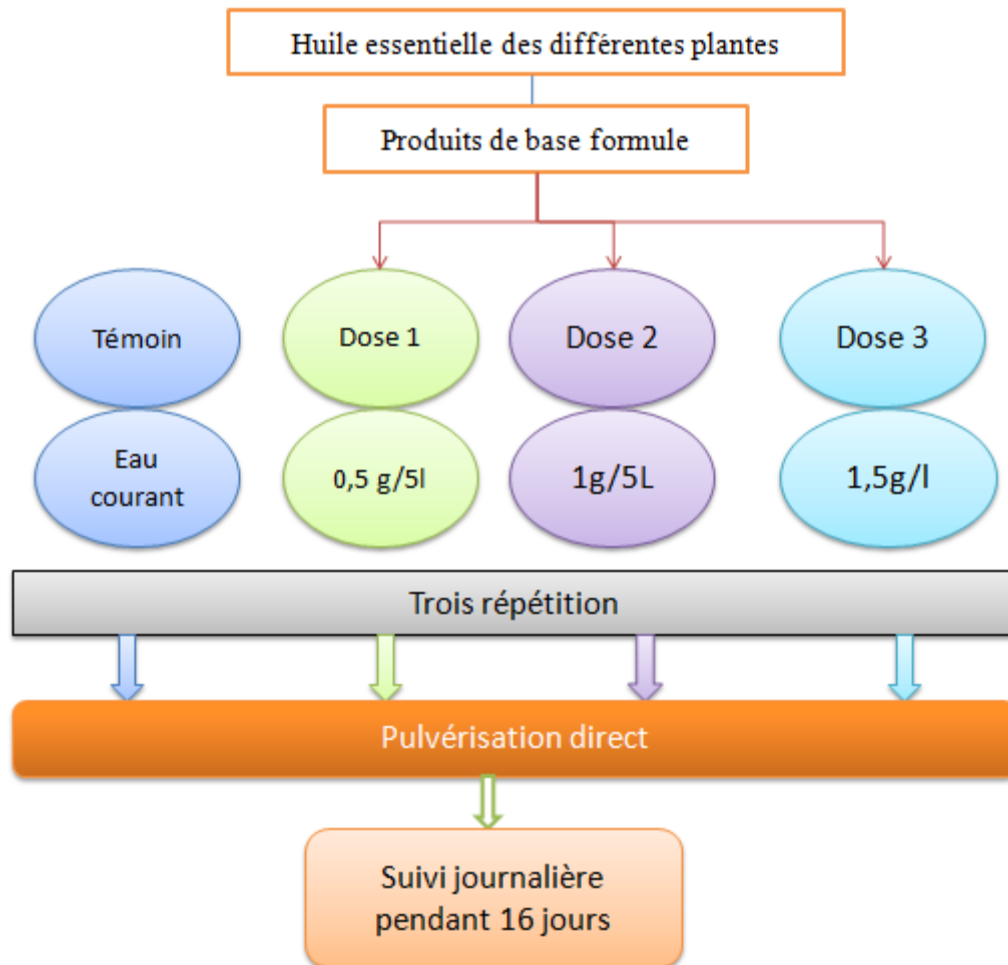 Huile essentielle des différentes plantes
Produits de base formule
Témoin
Dose 1
Dose 2
Dose 3
Eau
courant
0,5 g/5l
1g/5L
1,5g/l
Trois répétition
Pulvérisation direct
Suivi journalière
pendant 16 jours